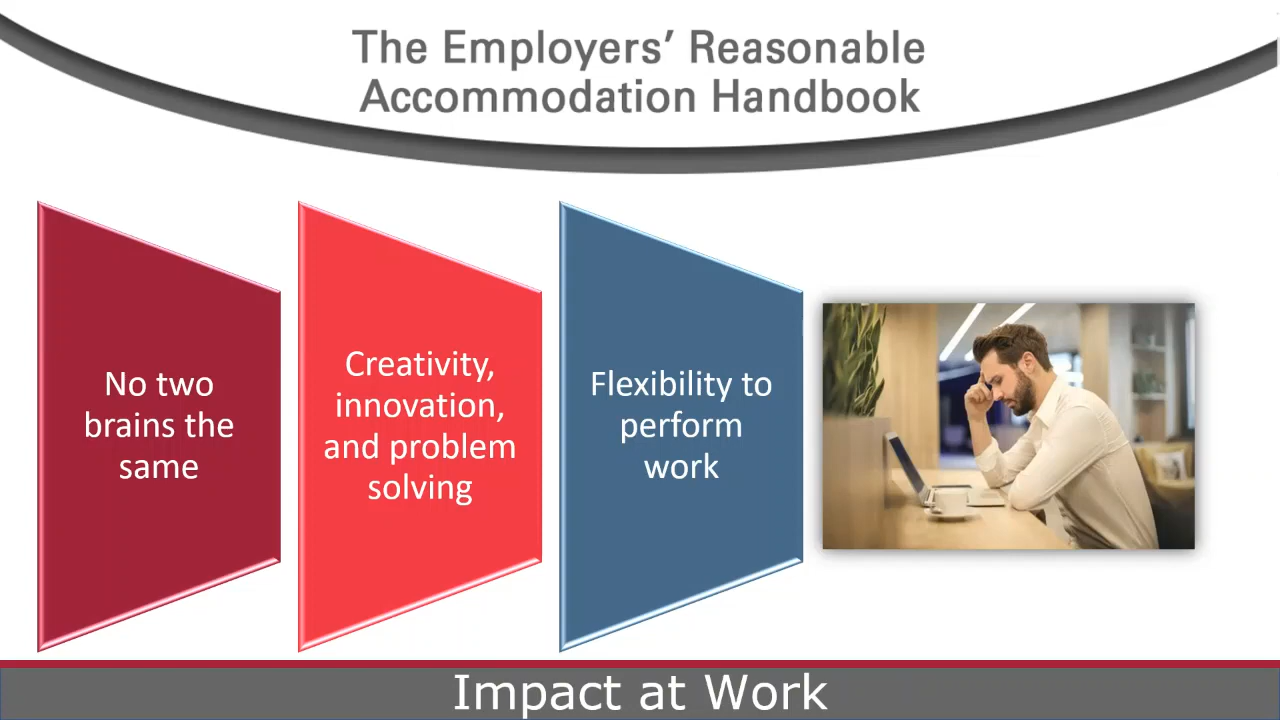 The Employers’ Reasonable
Accommodation Handbook
No two
brains the
same
Creativity,
innovation,
and problem
solving
Flexibility to
perform
work
Impact at Work